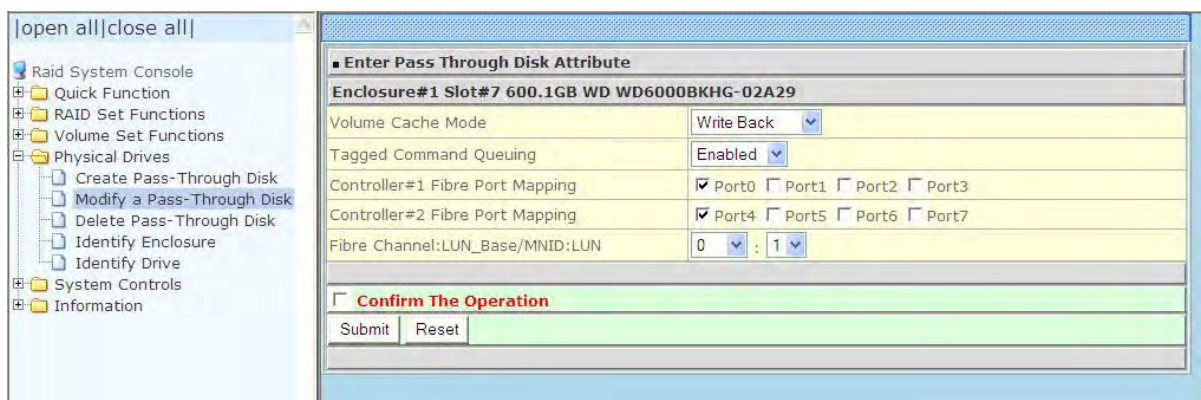 |open all|close all|
Raid System Console
Quick Function
RAID Set Functions
Volume Set Functions
Physical Drives
Create Pass-Through Disk
Modify a Pass-Through Disk
Delete Pass-Through Disk
Identify Enclosure
Identify Drive
System Controls
Information
Enter Pass Through Disk Attribute
Enclosure#1 Slot#7 600.1GB WD WD6000BKHG-02A29
Volume Cache Mode Write Back
Tagged Command Queuing Enabled
Controller#1 Fibre Port Mapping Port0 Port1 Port2 Port3
Controller#2 Fibre Port Mapping Port4 Port5 Port6 Port7
Fibre Channel:LUN_Base/MNID:LUN 0 : 1
Confirm The Operation
Submit Reset